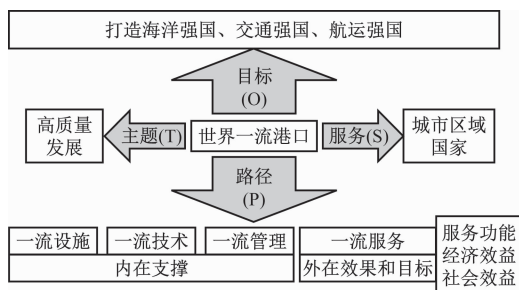 打造海洋强国、交通强国、航运强国
目标
(O)
高质量
发展
主题(T)
世界一流港口
服务(S)
城市区域
国家
路径
(P)
一流设施
一流技术
一流管理
一流服务
内在支撑
外在效果和目标
服务功能
经济效益
社会效益